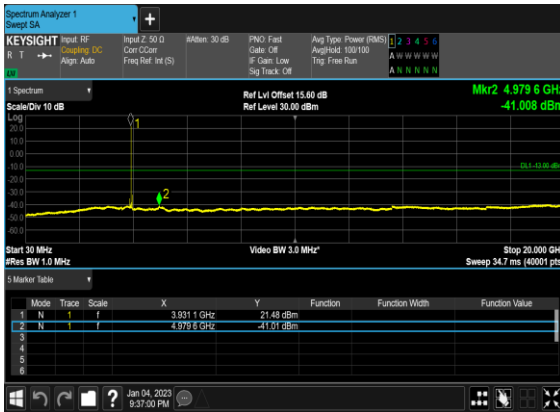 Spectrum Analyzer 1
Swept SA
+
KEYSIGHT
R T
Input: RF
Coupling: DC
Align: Auto
Input Z: 50 Ω
Corr CCorr
Freq Ref: Int (S)
#Atten: 30 dB
PNO: Fast
Gate: Off
IF Gain: Low
Sig Track: Off
Avg Type: Power (RMS)
Avg|Hold: 100/100
Trig: Free Run
1 2 3 4 5 6
A W W W W W
A N N N N N
1 Spectrum
Scale/Div 10 dB
Ref Lvl Offset 15.60 dB
Ref Level 30.00 dBm
Mkr2 4.979 6 GHz
-41.008 dBm
Log
20.0
10.0
0.00
-10.0
-20.0
-30.0
-40.0
-50.0
-60.0
1
2
DL1 -13.00 dBm
Start 30 MHz
#Res BW 1.0 MHz
Video BW 3.0 MHz*
Stop 20.000 GHz
Sweep 34.7 ms (40001 pts)
5 Marker Table
Mode Trace Scale X Y Function Function Width Function Value
1 N 1 f 3.931 1 GHz 21.48 dBm
2 N 1 f 4.979 6 GHz -41.01 dBm
3
4
5
6
?
Jan 04, 2023
9:37:00 PM